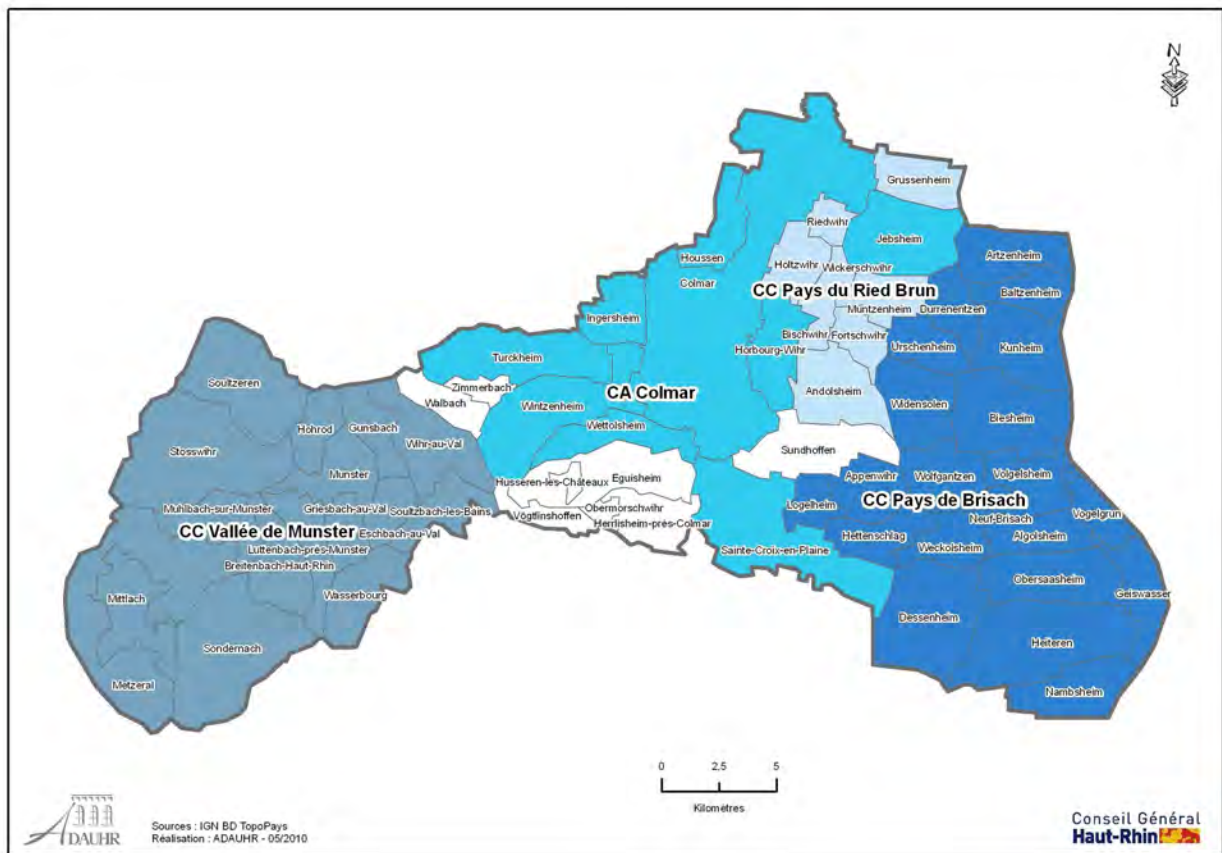 N
Grussenheim
Riedwihr
Jebsheim
Houssen
Holtzwihr
Wickerschwihr
Artzenheim
Colmar
CC Pays du Ried Brun
Baltzenheim
Ingersheim
Müntzenheim
Durrenentzen
Bischwihr
Fortschwihr
Horbourg-Wihr
Urschenheim
Kunheim
Turckheim
Soultzeren
Zimmerbach
Walbach
Wintzenheim
CA Colmar
Andolsheim
Widensolen
Biesheim
Hohrod
Gunsbach
Wihr-au-Val
Wettolsheim
Stosswihr
Sundhoffen
Munster
Eguisheim
Husseren-les-Châteaux
Appenwihr
Wolfgantzen
Volgelsheim
CC Pays de Brisach
Muhlbach-sur-Munster
Griesbach-au-Val
Soultzbach-les-Bains
Vögtlinshoffen
Obermorschwihr
Herrlisheim-près-Colmar
Logelheim
Neuf-Brisach
Vogelgrun
CC Vallée de Munster
Eschbach-au-Val
Hettenschlag
Algolsheim
Luttenbach-près-Munster
Weckolsheim
Sainte-Croix-en-Plaine
Breitenbach-Haut-Rhin
Obersaasheim
Wasserbourg
Geiswasser
Mittlach
Dessenheim
Sondernach
Heiteren
Metzeral
Nambsheim
0 2,5 5
Kilomètres
ADAUHR
Sources : IGN BD TopoPays
Réalisation : ADAUHR - 05/2010
Conseil Général
Haut-Rhin